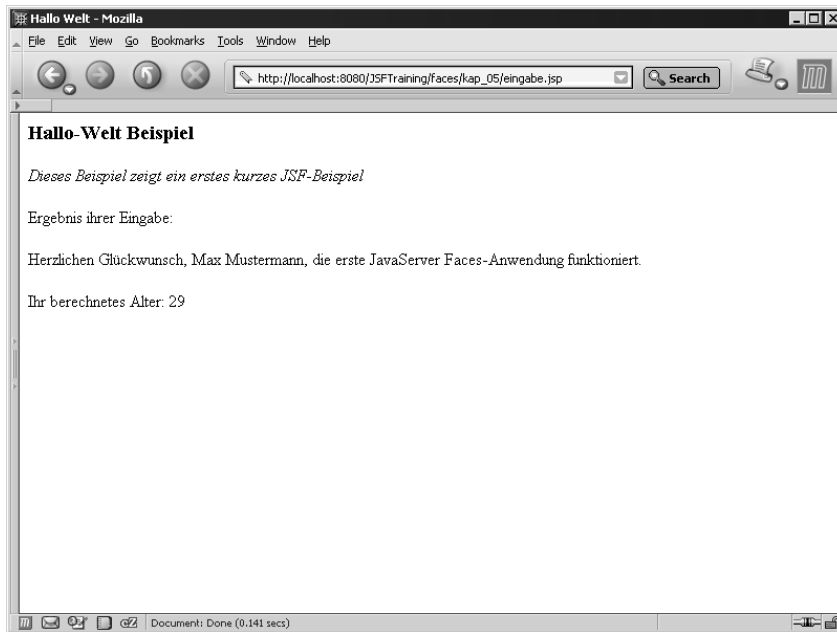 Hallo Welt - Mozilla
File Edit View Go Bookmarks Tools Window Help
http://localhost:8080/JSFTraining/faces/kap_05/eingabe.jsp Search
Hallo-Welt Beispiel
Dieses Beispiel zeigt ein erstes kurzes JSF-Beispiel
Ergebnis ihrer Eingabe:
Herzlichen Glückwunsch, Max Mustermann, die erste JavaServer Faces-Anwendung funktioniert.
Ihr berechnetes Alter: 29
Document: Done (0.141 secs)